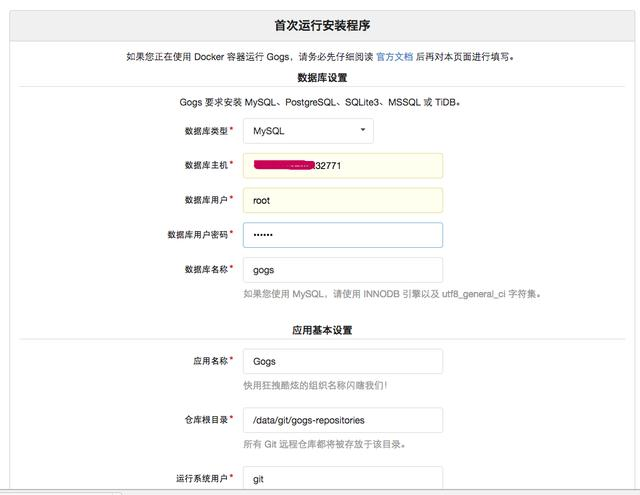 首次运行安装程序
如果您正在使用 Docker 容器运行 Gogs，请务必先仔细阅读 官方文档 后再对本页面进行填写。
数据库设置
Gogs 要求安装 MySQL、PostgreSQL、SQLite3、MSSQL 或 TiDB。
数据库类型* MySQL
数据库主机* 32771
数据库用户* root
数据库用户密码* ••••••
数据库名称* gogs
如果您使用 MySQL，请使用 INNODB 引擎以及 utf8_general_ci 字符集。
应用基本设置
应用名称* Gogs
快用狂拽酷炫的组织名称闪瞎我们！
仓库根目录* /data/git/gogs-repositories
所有 Git 远程仓库都将被存放于该目录。
运行系统用户* git